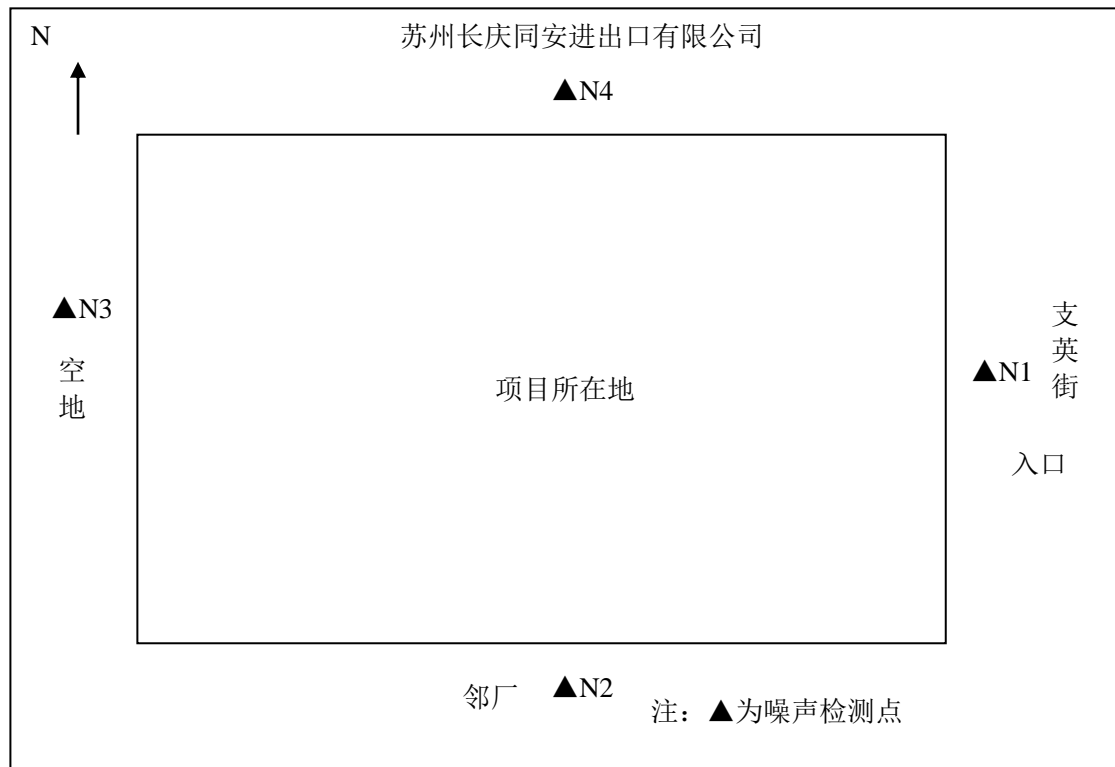 N
苏州长庆同安进出口有限公司
▲N4
▲N3
空地
项目所在地
支英街
▲N1
入口
邻厂
▲N2
注：▲为噪声检测点